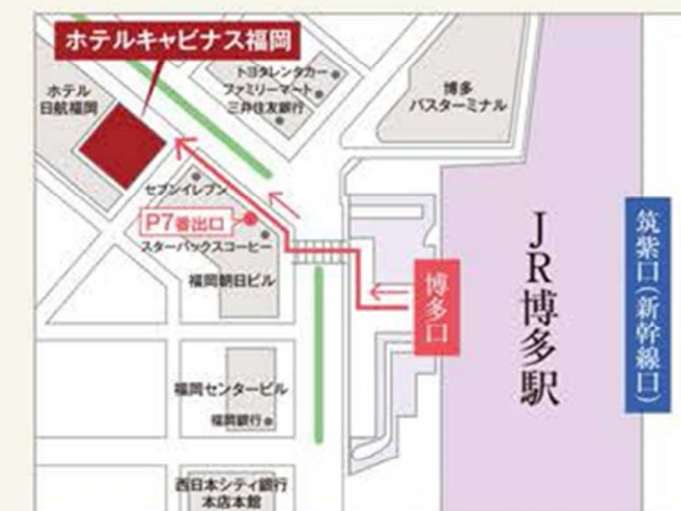 ホテルキャビナス福岡
トヨタレンタカー
ファミリーマート
三井住友銀行
ホテル
日航福岡
博多
バスターミナル
セブンイレブン
P7番出口
スターバックスコーヒー
福岡朝日ビル
博多口
JR博多駅
筑紫口(新幹線口)
福岡センタービル
福岡銀行
西日本シティ銀行
本店本館